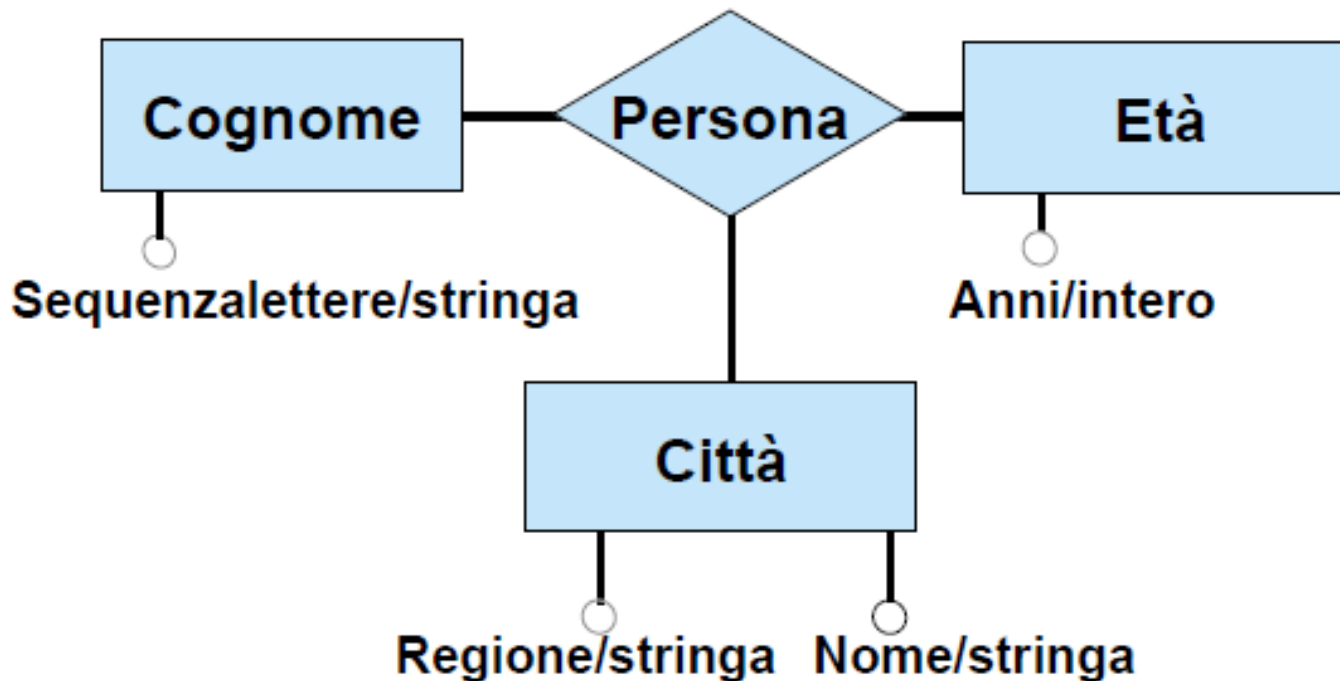 Cognome
Persona
Età
Sequenzalettere/stringa
Anni/intero
Città
Regione/stringa
Nome/stringa